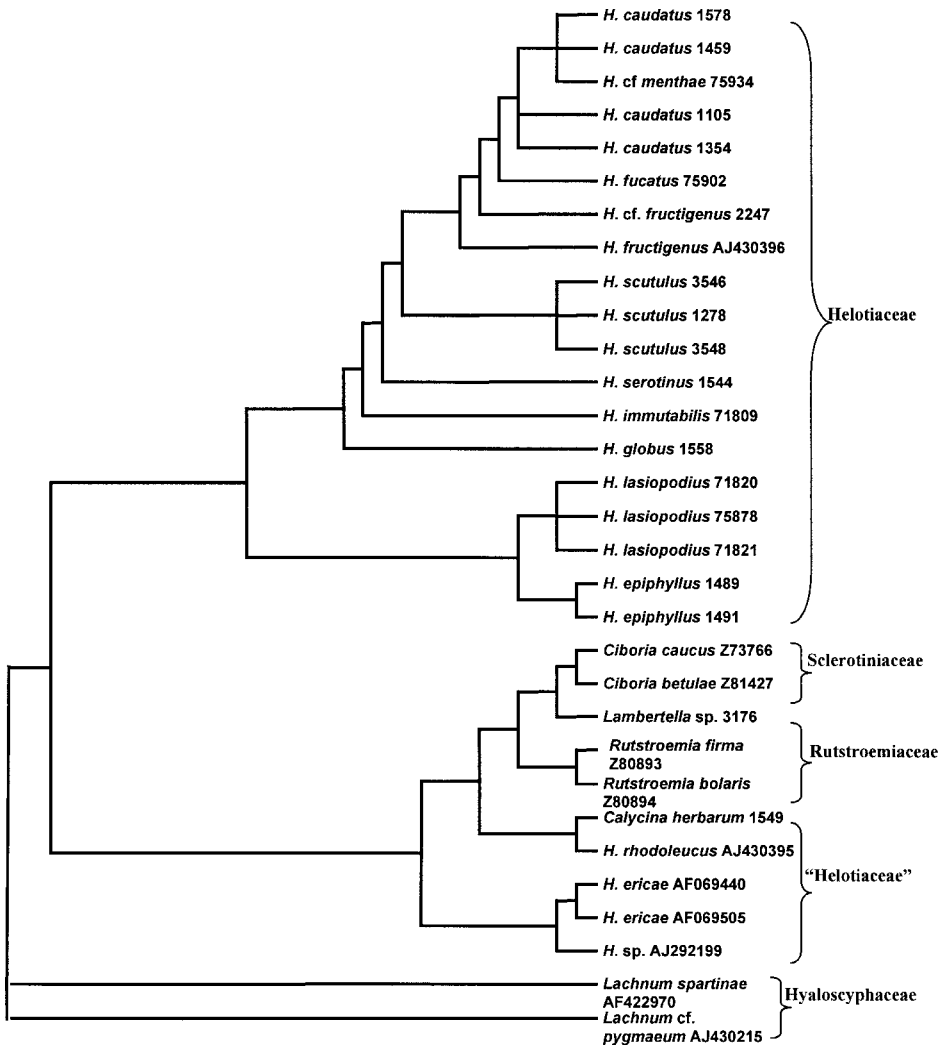 H. caudatus 1578
H. caudatus 1459
H. cf menthae 75934
H. caudatus 1105
H. caudatus 1354
H. fucatus 75902
H. cf. fructigenus 2247
H. fructigenus AJ430396
H. scutulus 3546
H. scutulus 1278
H. scutulus 3548
H. serotinus 1544
H. immutabilis 71809
H. globus 1558
H. lasiopodius 71820
H. lasiopodius 75878
H. lasiopodius 71821
H. epiphyllus 1489
H. epiphyllus 1491
Helotiaceae
Ciboria caucus Z73766
Ciboria betulae Z81427
Sclerotiniaceae
Lambertella sp. 3176
Rutstroemia firma
Z80893
Rutstroemia bolaris
Z80894
Rutstroemiaceae
Calycina herbarum 1549
H. rhodoleucus AJ430395
H. ericae AF069440
H. ericae AF069505
H. sp. AJ292199
“Helotiaceae”
Lachnum spartinae
AF422970
Lachnum cf.
pygmaeum AJ430215
Hyaloscyphaceae